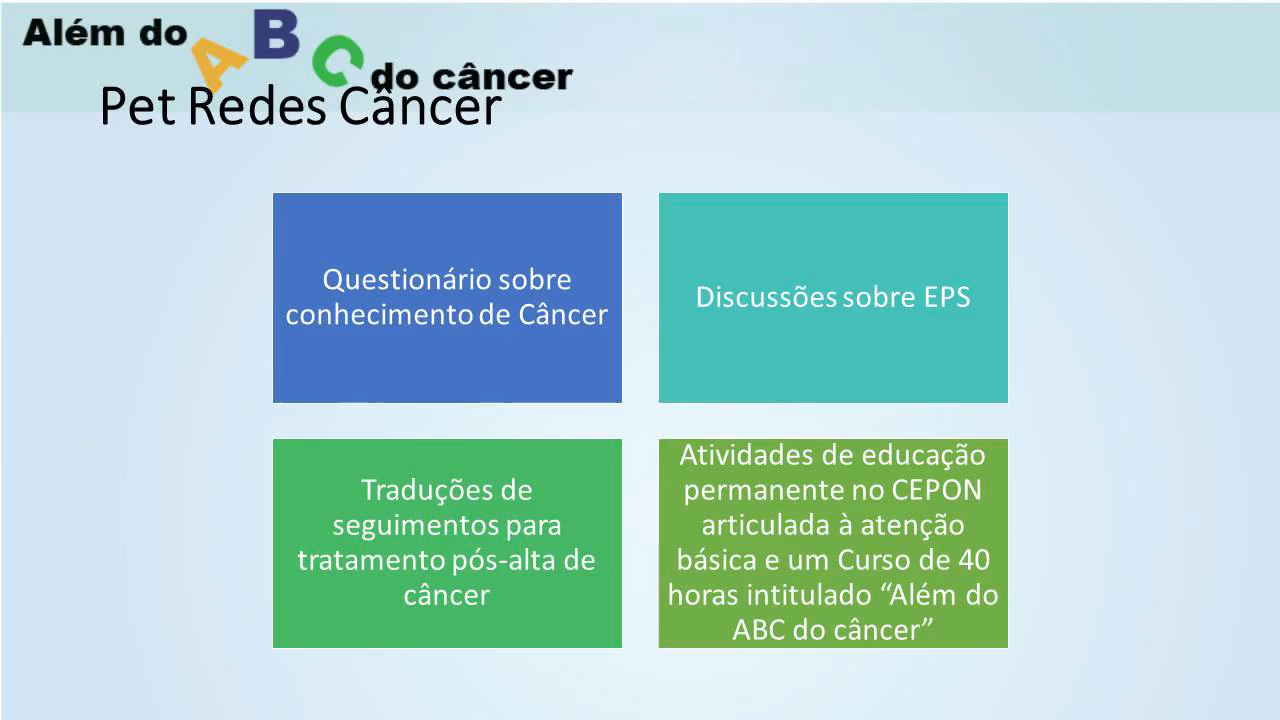 Além do ABC do câncer
Pet Redes Câncer
Questionário sobre
conhecimento de Câncer
Discussões sobre EPS
Traduções de
seguimentos para
tratamento pós-alta de
câncer
Atividades de educação
permanente no CEPON
articulada à atenção
básica e um Curso de 40
horas intitulado “Além do
ABC do câncer”